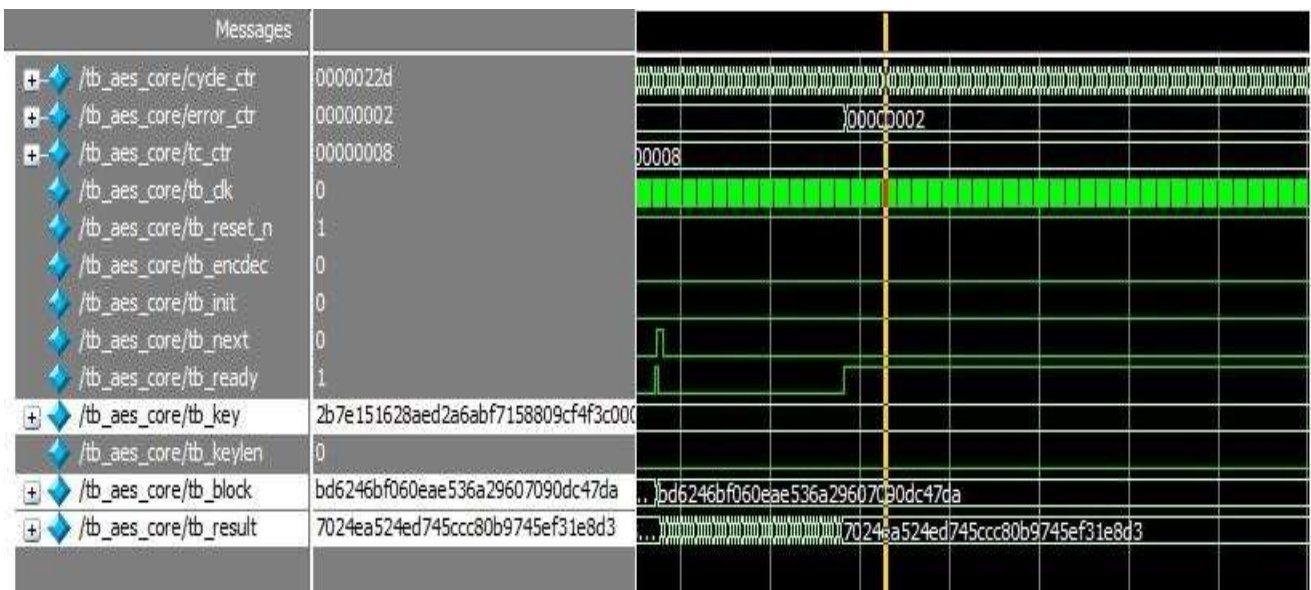 Messages
/tb_aes_core/cycle_ctr 0000022d
/tb_aes_core/error_ctr 00000002 00000002
/tb_aes_core/tc_ctr 00000008 00008
/tb_aes_core/tb_clk 0
/tb_aes_core/tb_reset_n 1
/tb_aes_core/tb_encdec 0
/tb_aes_core/tb_init 0
/tb_aes_core/tb_next 0
/tb_aes_core/tb_ready 1
/tb_aes_core/tb_key 2b7e151628aed2a6abf7158809cf4f3c000
/tb_aes_core/tb_keylen 0
/tb_aes_core/tb_block bd6246bf060eae536a29607090dc47da ... bd6246bf060eae536a29607090dc47da
/tb_aes_core/tb_result 7024ea524ed745ccc80b9745ef31e8d3 ... 7024ea524ed745ccc80b9745ef31e8d3